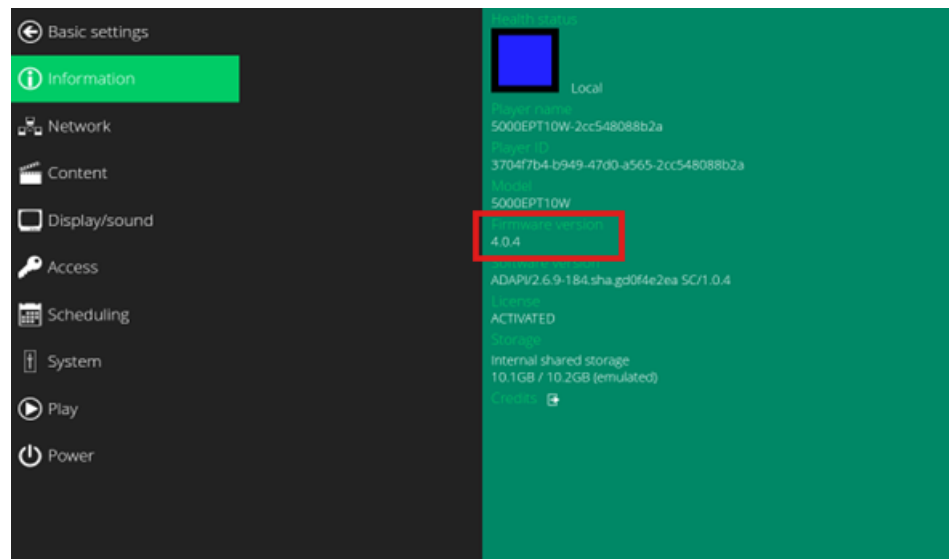 Basic settings
Information
Network
Content
Display/sound
Access
Scheduling
System
Play
Power
Health status
Local
Player name
5000EPT10W-2cc548088b2a
Player ID
3704f7b4-b949-47d0-a565-2cc548088b2a
Model
5000EPT10W
Firmware version
4.0.4
Software version
ADAPI/2.6.9-184.sha.gd0f4e2ea SC/1.0.4
License
ACTIVATED
Storage
Internal shared storage
10.1GB / 10.2GB (emulated)
Credits